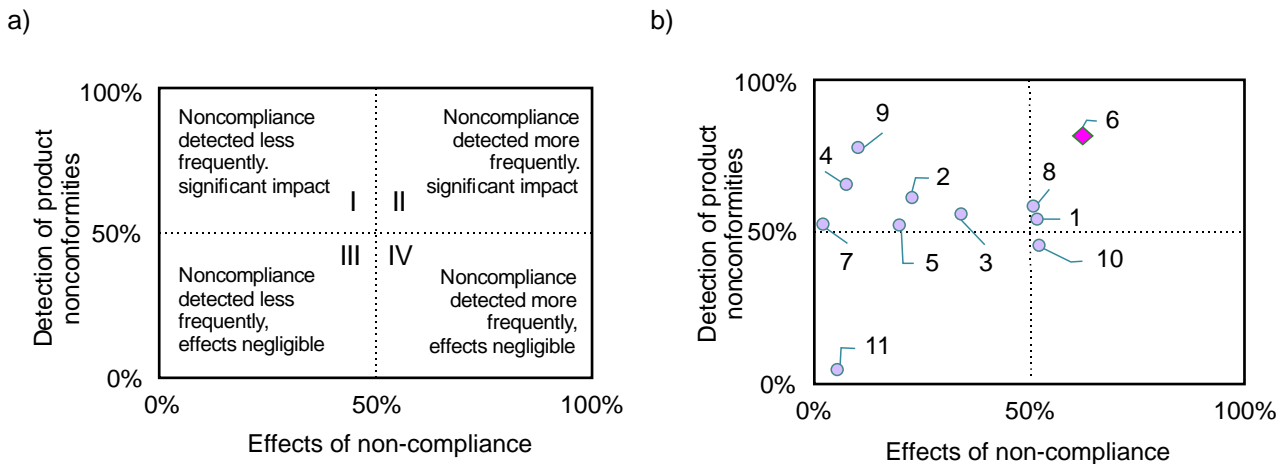 a)
100%
Detection of product
nonconformities
Noncompliance
detected less
frequently.
significant impact
I
Noncompliance
detected more
frequently.
significant impact
II
50%
III
IV
Noncompliance
detected less
frequently,
effects negligible
Noncompliance
detected more
frequently,
effects negligible
0%
0%
50%
100%
Effects of non-compliance
b)
100%
Detection of product
nonconformities
9
6
4
2
8
1
50%
7
5
3
10
11
0%
0%
50%
100%
Effects of non-compliance